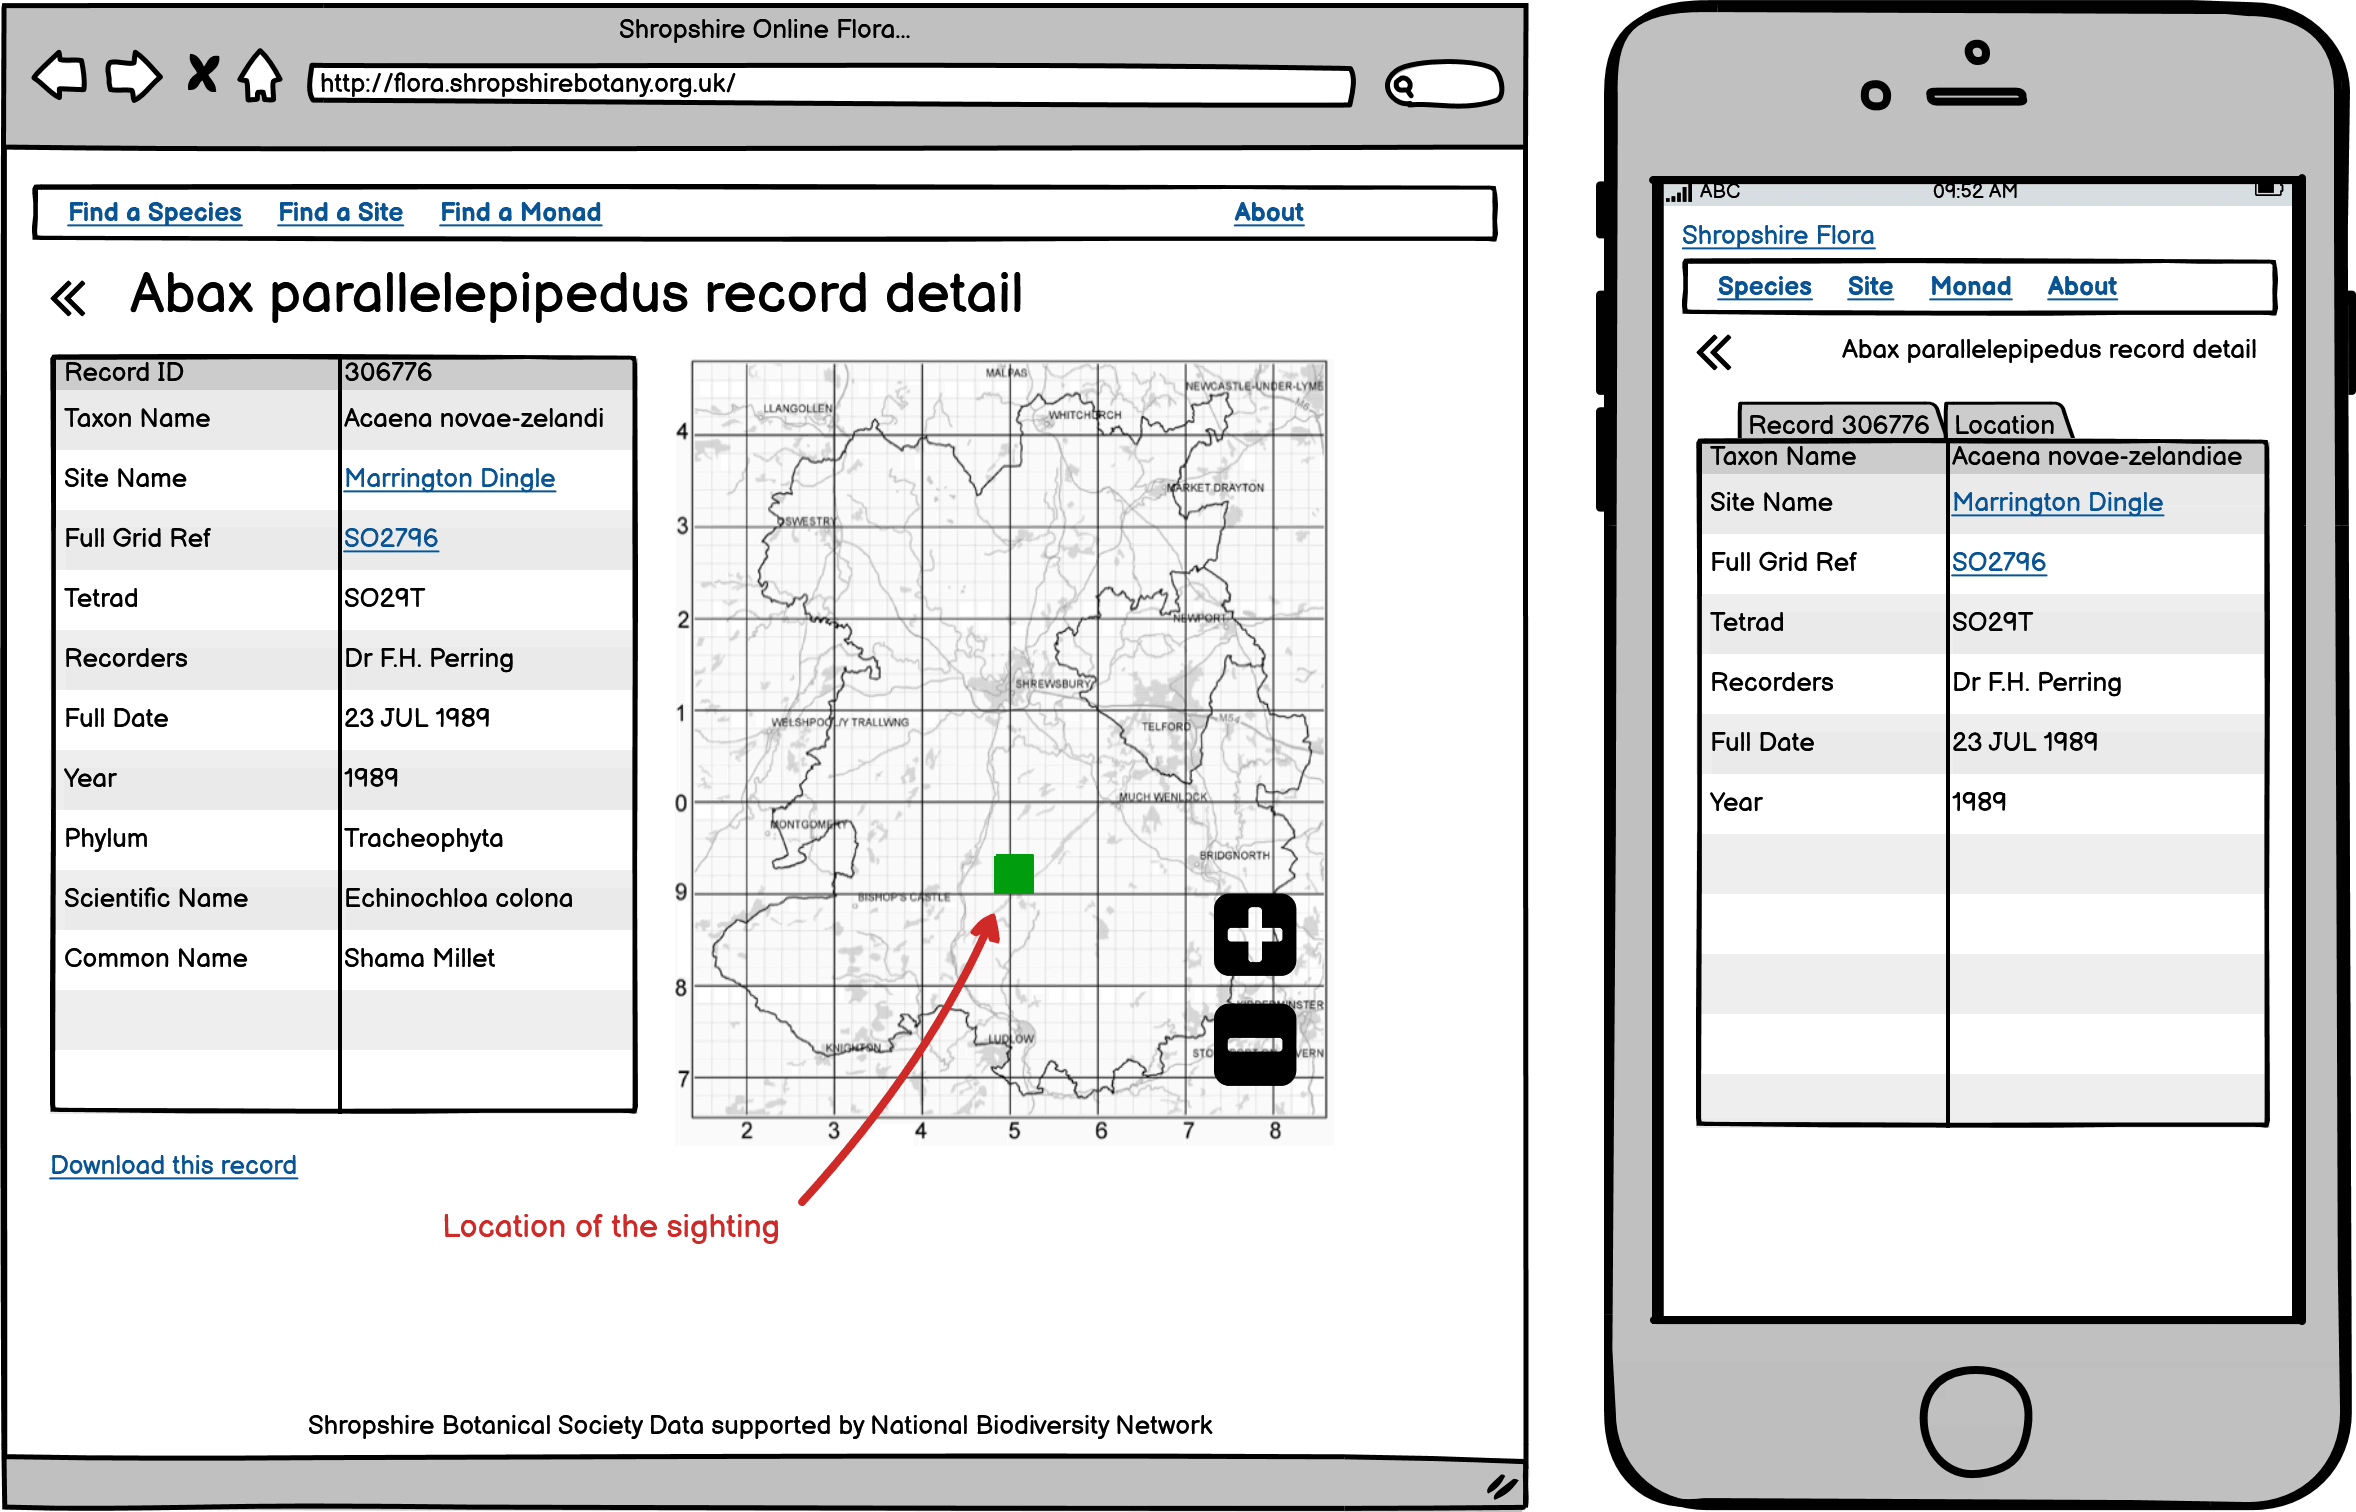 Shropshire Online Flora...
http://flora.shropshirebotany.org.uk/
Find a Species Find a Site Find a Monad About
Abax parallelepipedus record detail
Record ID 306776
Taxon Name Acaena novae-zelandi
Site Name Marrington Dingle
Full Grid Ref SO2796
Tetrad SO29T
Recorders Dr F.H. Perring
Full Date 23 JUL 1989
Year 1989
Phylum Tracheophyta
Scientific Name Echinochloa colona
Common Name Shama Millet
Download this record
MALPAS
NEWCASTLE-UNDER-LYME
LLANGOLLEN
WHITCHURCH
4
MARKET DRAYTON
OSWESTRY
3
2
NEWPORT
SHREWSBURY
1
WELSHPOOL/Y TRALLWNG
TELFORD
M54
0
MUCH WENLOCK
MONTGOMERY
BRIDGNORTH
9
BISHOP'S CASTLE
8
LUDLOW
KNIGHTON
7
2 3 4 5 6 7 8
Location of the sighting
Shropshire Botanical Society Data supported by National Biodiversity Network
ABC 09:52 AM
Shropshire Flora
Species Site Monad About
Abax parallelepipedus record detail
Record 306776 Location
Taxon Name Acaena novae-zelandiae
Site Name Marrington Dingle
Full Grid Ref SO2796
Tetrad SO29T
Recorders Dr F.H. Perring
Full Date 23 JUL 1989
Year 1989